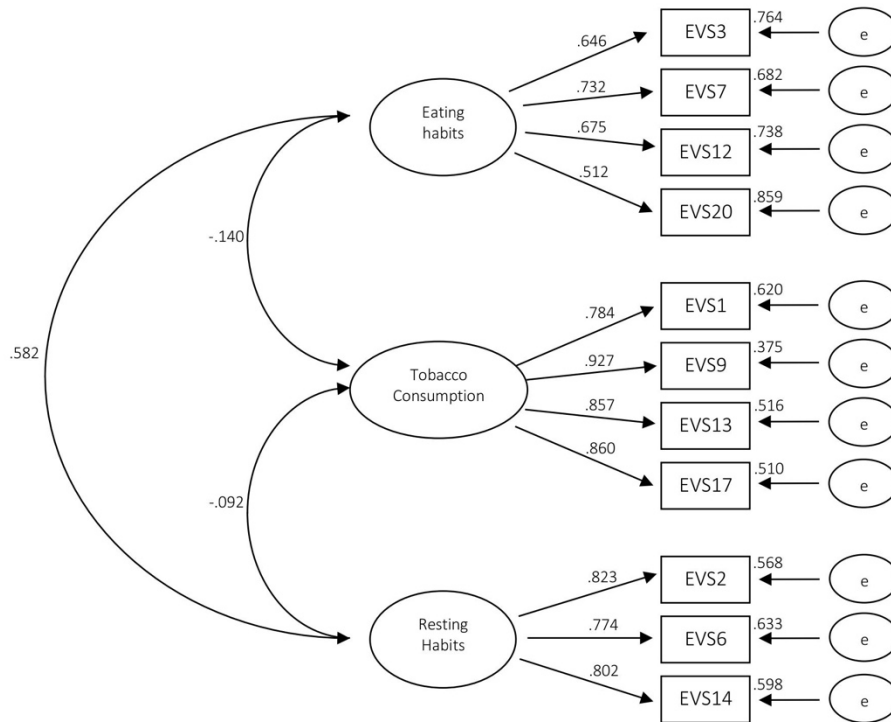 .646
EVS3
.764
e
.732
EVS7
.682
e
Eating
habits
.675
EVS12
.738
e
.512
EVS20
.859
e
-.140
.582
.784
EVS1
.620
e
.927
EVS9
.375
e
Tobacco
Consumption
.857
EVS13
.516
e
.860
EVS17
.510
e
-.092
.823
EVS2
.568
e
Resting
Habits
.774
EVS6
.633
e
.802
EVS14
.598
e